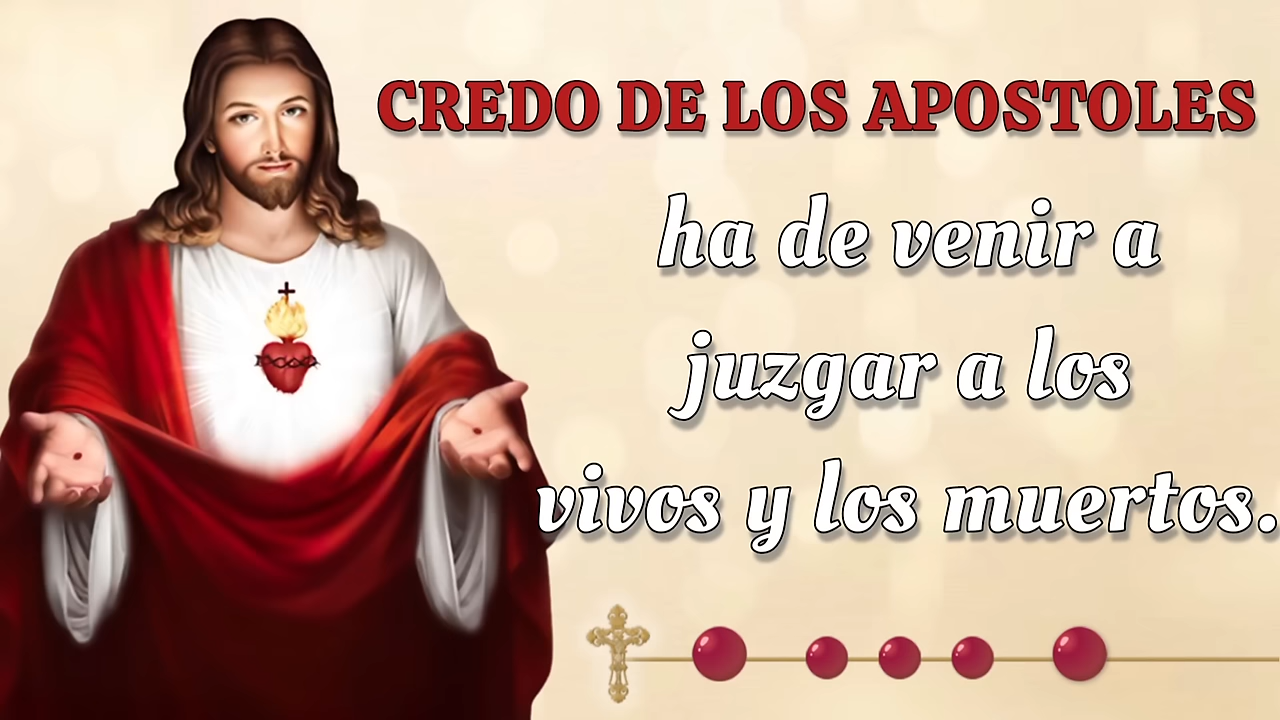 CREDO DE LOS APOSTOLES
ha de venir a
juzgar a los
vivos y los muertos.